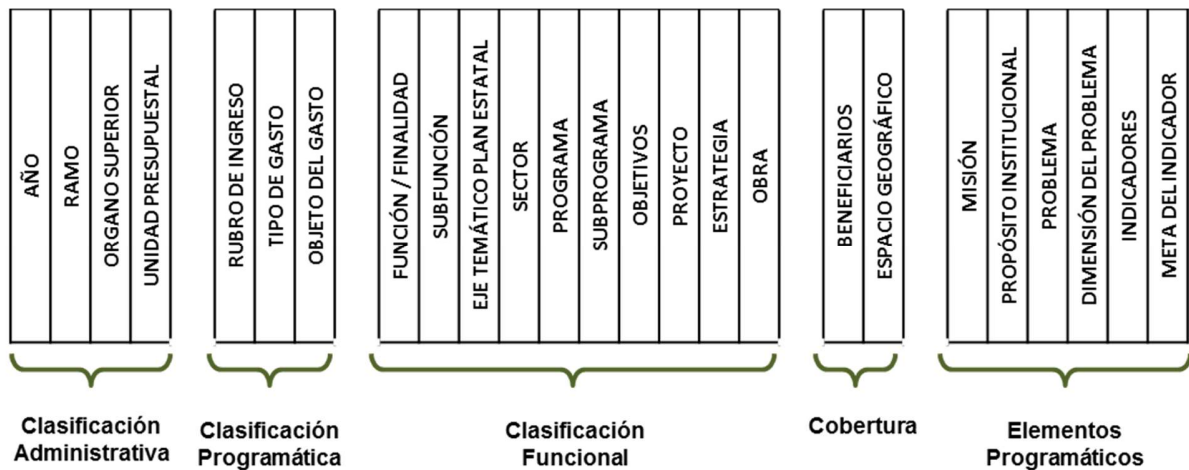 AÑO
RAMO
ORGANO SUPERIOR
UNIDAD PRESUPUESTAL
RUBRO DE INGRESO
TIPO DE GASTO
OBJETO DEL GASTO
FUNCIÓN / FINALIDAD
SUBFUNCIÓN
EJE TEMÁTICO PLAN ESTATAL
SECTOR
PROGRAMA
SUBPROGRAMA
OBJETIVOS
PROYECTO
ESTRATEGIA
OBRA
BENEFICIARIOS
ESPACIO GEOGRÁFICO
MISIÓN
PROPÓSITO INSTITUCIONAL
PROBLEMA
DIMENSIÓN DEL PROBLEMA
INDICADORES
META DEL INDICADOR
Clasificación
Administrativa
Clasificación
Programática
Clasificación
Funcional
Cobertura
Elementos
Programáticos